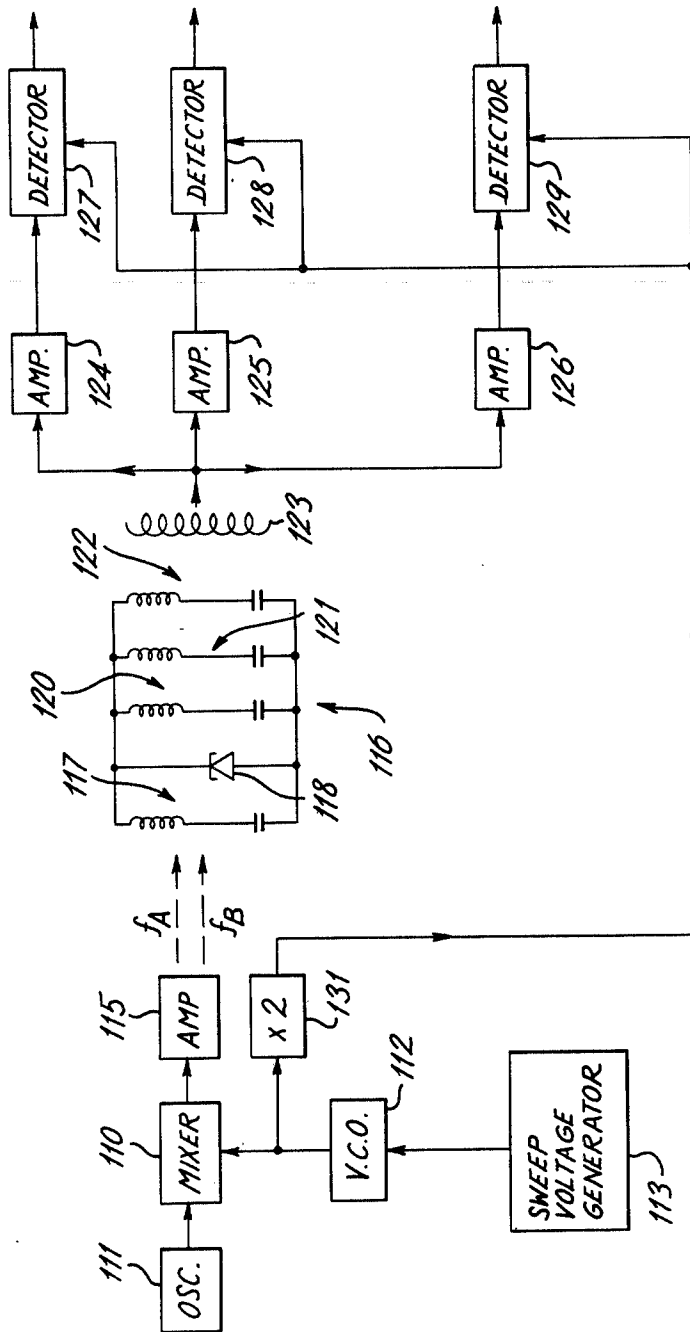 111
OSC.
110
MIXER
115
AMP
f_A
f_B
x 2
131
112
V.C.O.
SWEEP
VOLTAGE
GENERATOR
113
117
118
120
121
122
116
123
AMP.
124
AMP.
125
AMP.
126
DETECTOR
127
DETECTOR
128
DETECTOR
129